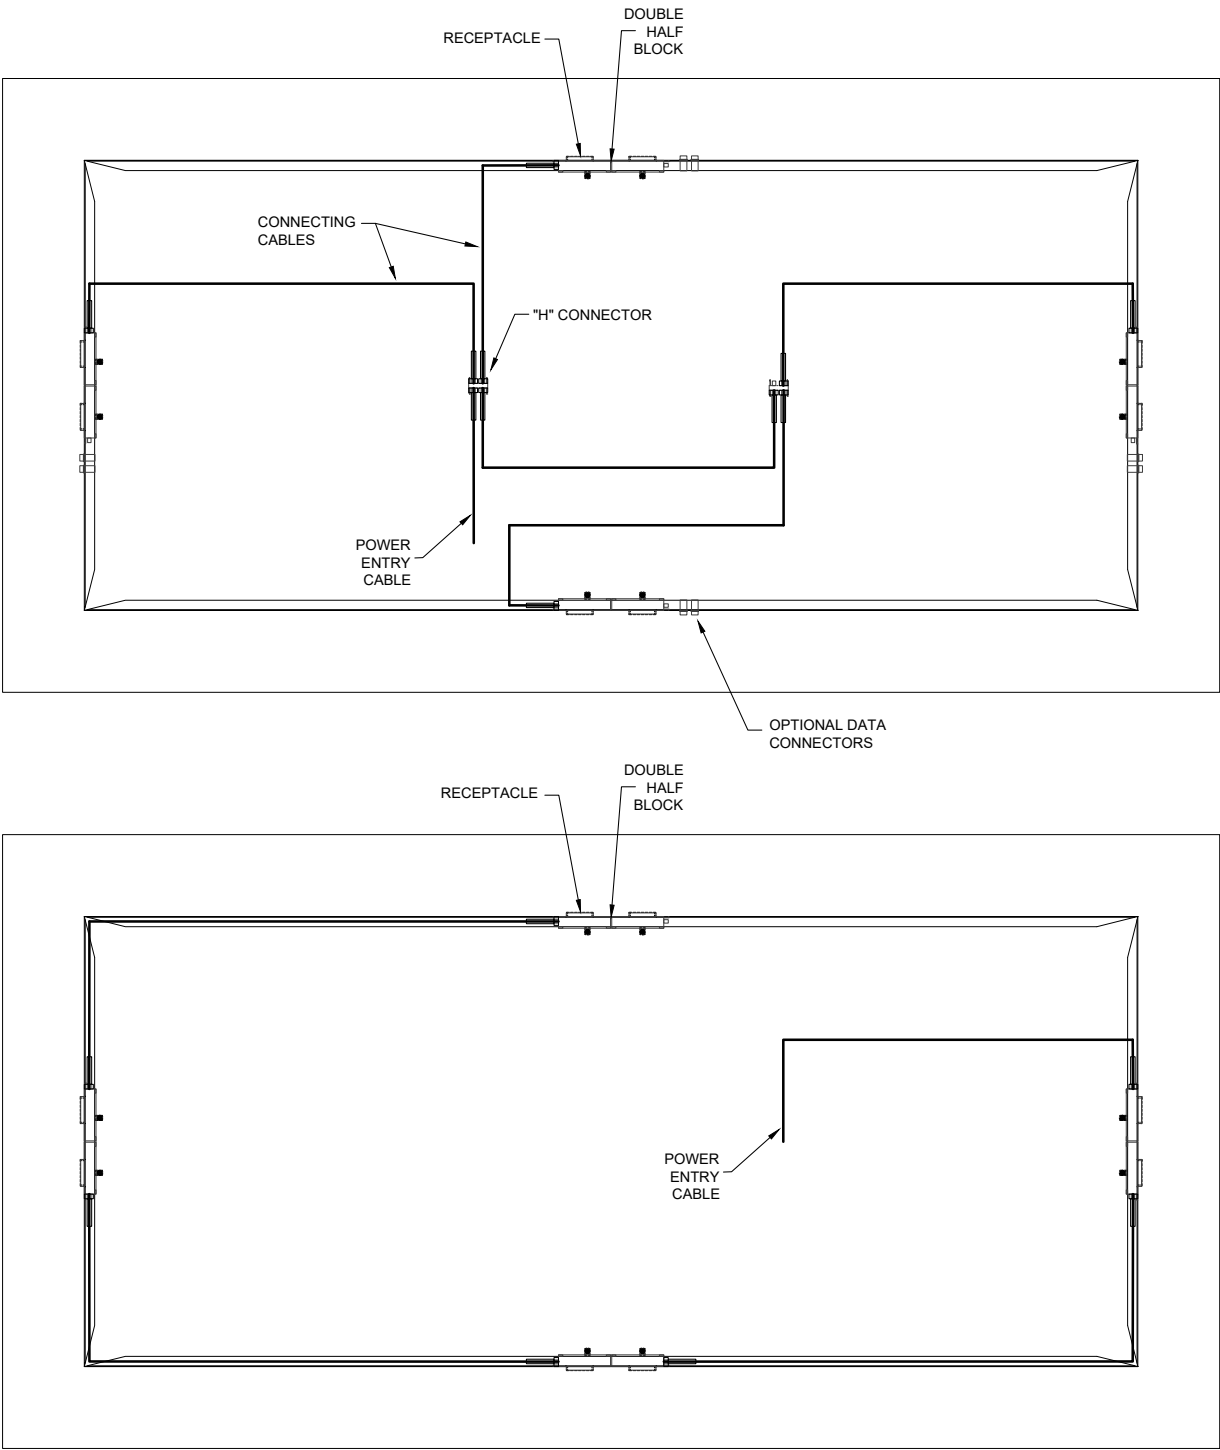 DOUBLE
HALF
BLOCK
RECEPTACLE
CONNECTING
CABLES
"H" CONNECTOR
POWER
ENTRY
CABLE
OPTIONAL DATA
CONNECTORS
DOUBLE
HALF
BLOCK
RECEPTACLE
POWER
ENTRY
CABLE